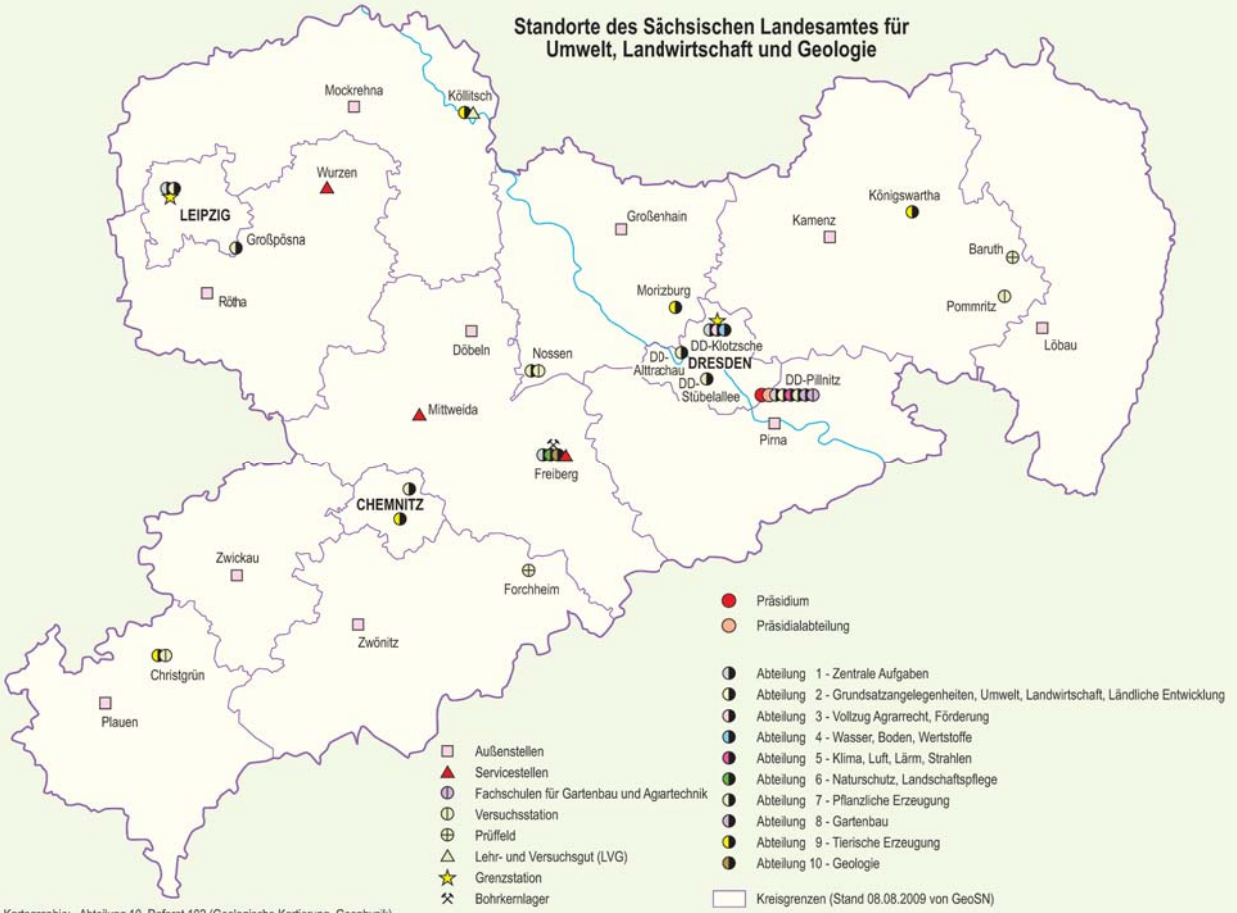 Standorte des Sächsischen Landesamtes für
Umwelt, Landwirtschaft und Geologie
Mockrehna
Köllitsch
Wurzen
LEIPZIG
Großpösna
Rötha
Großenhain
Königswartha
Kamenz
Baruth
Pommritz
Löbau
Morizburg
DD-Klotzsche
DRESDEN
DD-
Alttrachau
DD-
Stübelallee
DD-Pillnitz
Pirna
Döbeln
Nossen
Mittweida
Freiberg
CHEMNITZ
Zwickau
Forchheim
Zwönitz
Christgrün
Plauen
Außenstellen
Servicestellen
Fachschulen für Gartenbau und Agrartechnik
Versuchsstation
Prüffeld
Lehr- und Versuchsgut (LVG)
Grenzstation
Bohrkernlager
Präsidium
Präsidialabteilung
Abteilung 1 - Zentrale Aufgaben
Abteilung 2 - Grundsatzangelegenheiten, Umwelt, Landwirtschaft, Ländliche Entwicklung
Abteilung 3 - Vollzug Agrarrecht, Förderung
Abteilung 4 - Wasser, Boden, Wertstoffe
Abteilung 5 - Klima, Luft, Lärm, Strahlen
Abteilung 6 - Naturschutz, Landschaftspflege
Abteilung 7 - Pflanzliche Erzeugung
Abteilung 8 - Gartenbau
Abteilung 9 - Tierische Erzeugung
Abteilung 10 - Geologie
Kreisgrenzen (Stand 08.08.2009 von GeoSN)